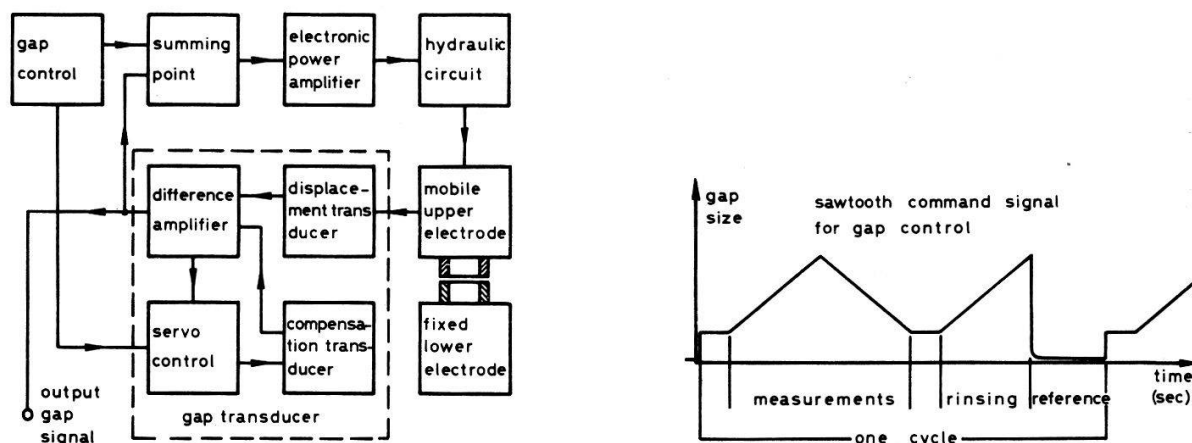 gap
control
summing
point
electronic
power
amplifier
hydraulic
circuit
difference
amplifier
displace-
ment trans
ducer
mobile
upper
electrode
servo
control
compensa-
tion trans-
ducer
fixed
lower
electrode
output
gap
signal
gap transducer
gap
size
sawtooth command signal
for gap control
time
(sec)
measurements
rinsing
reference
one cycle